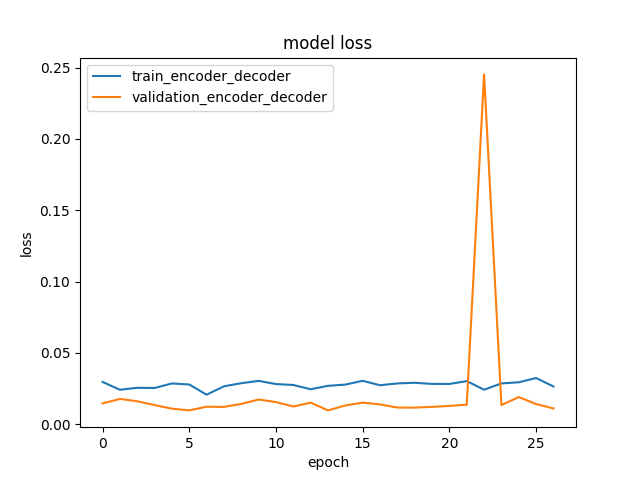 model loss
train_encoder_decoder
validation_encoder_decoder
0.25
0.20
0.15
0.10
0.05
0.00
loss
0 5 10 15 20 25
epoch